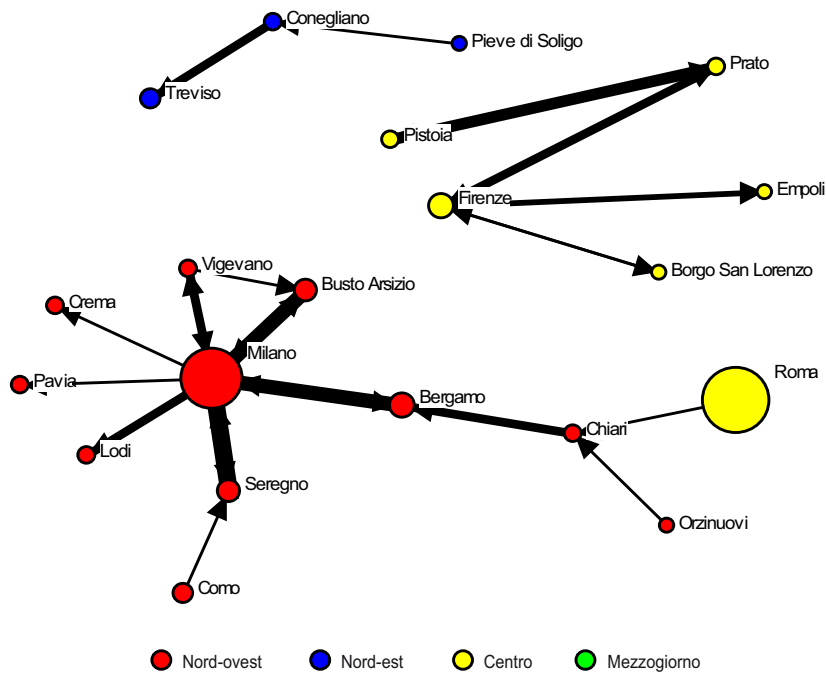 Conegliano
Pieve di Soligo
Treviso
Prato
Pistoia
Firenze
Empoli
Borgo San Lorenzo
Vigevano
Busto Arsizio
Crema
Milano
Pavia
Bergamo
Roma
Chiari
Lodi
Seregno
Orzinuovi
Como
Nord-ovest Nord-est Centro Mezzogiorno